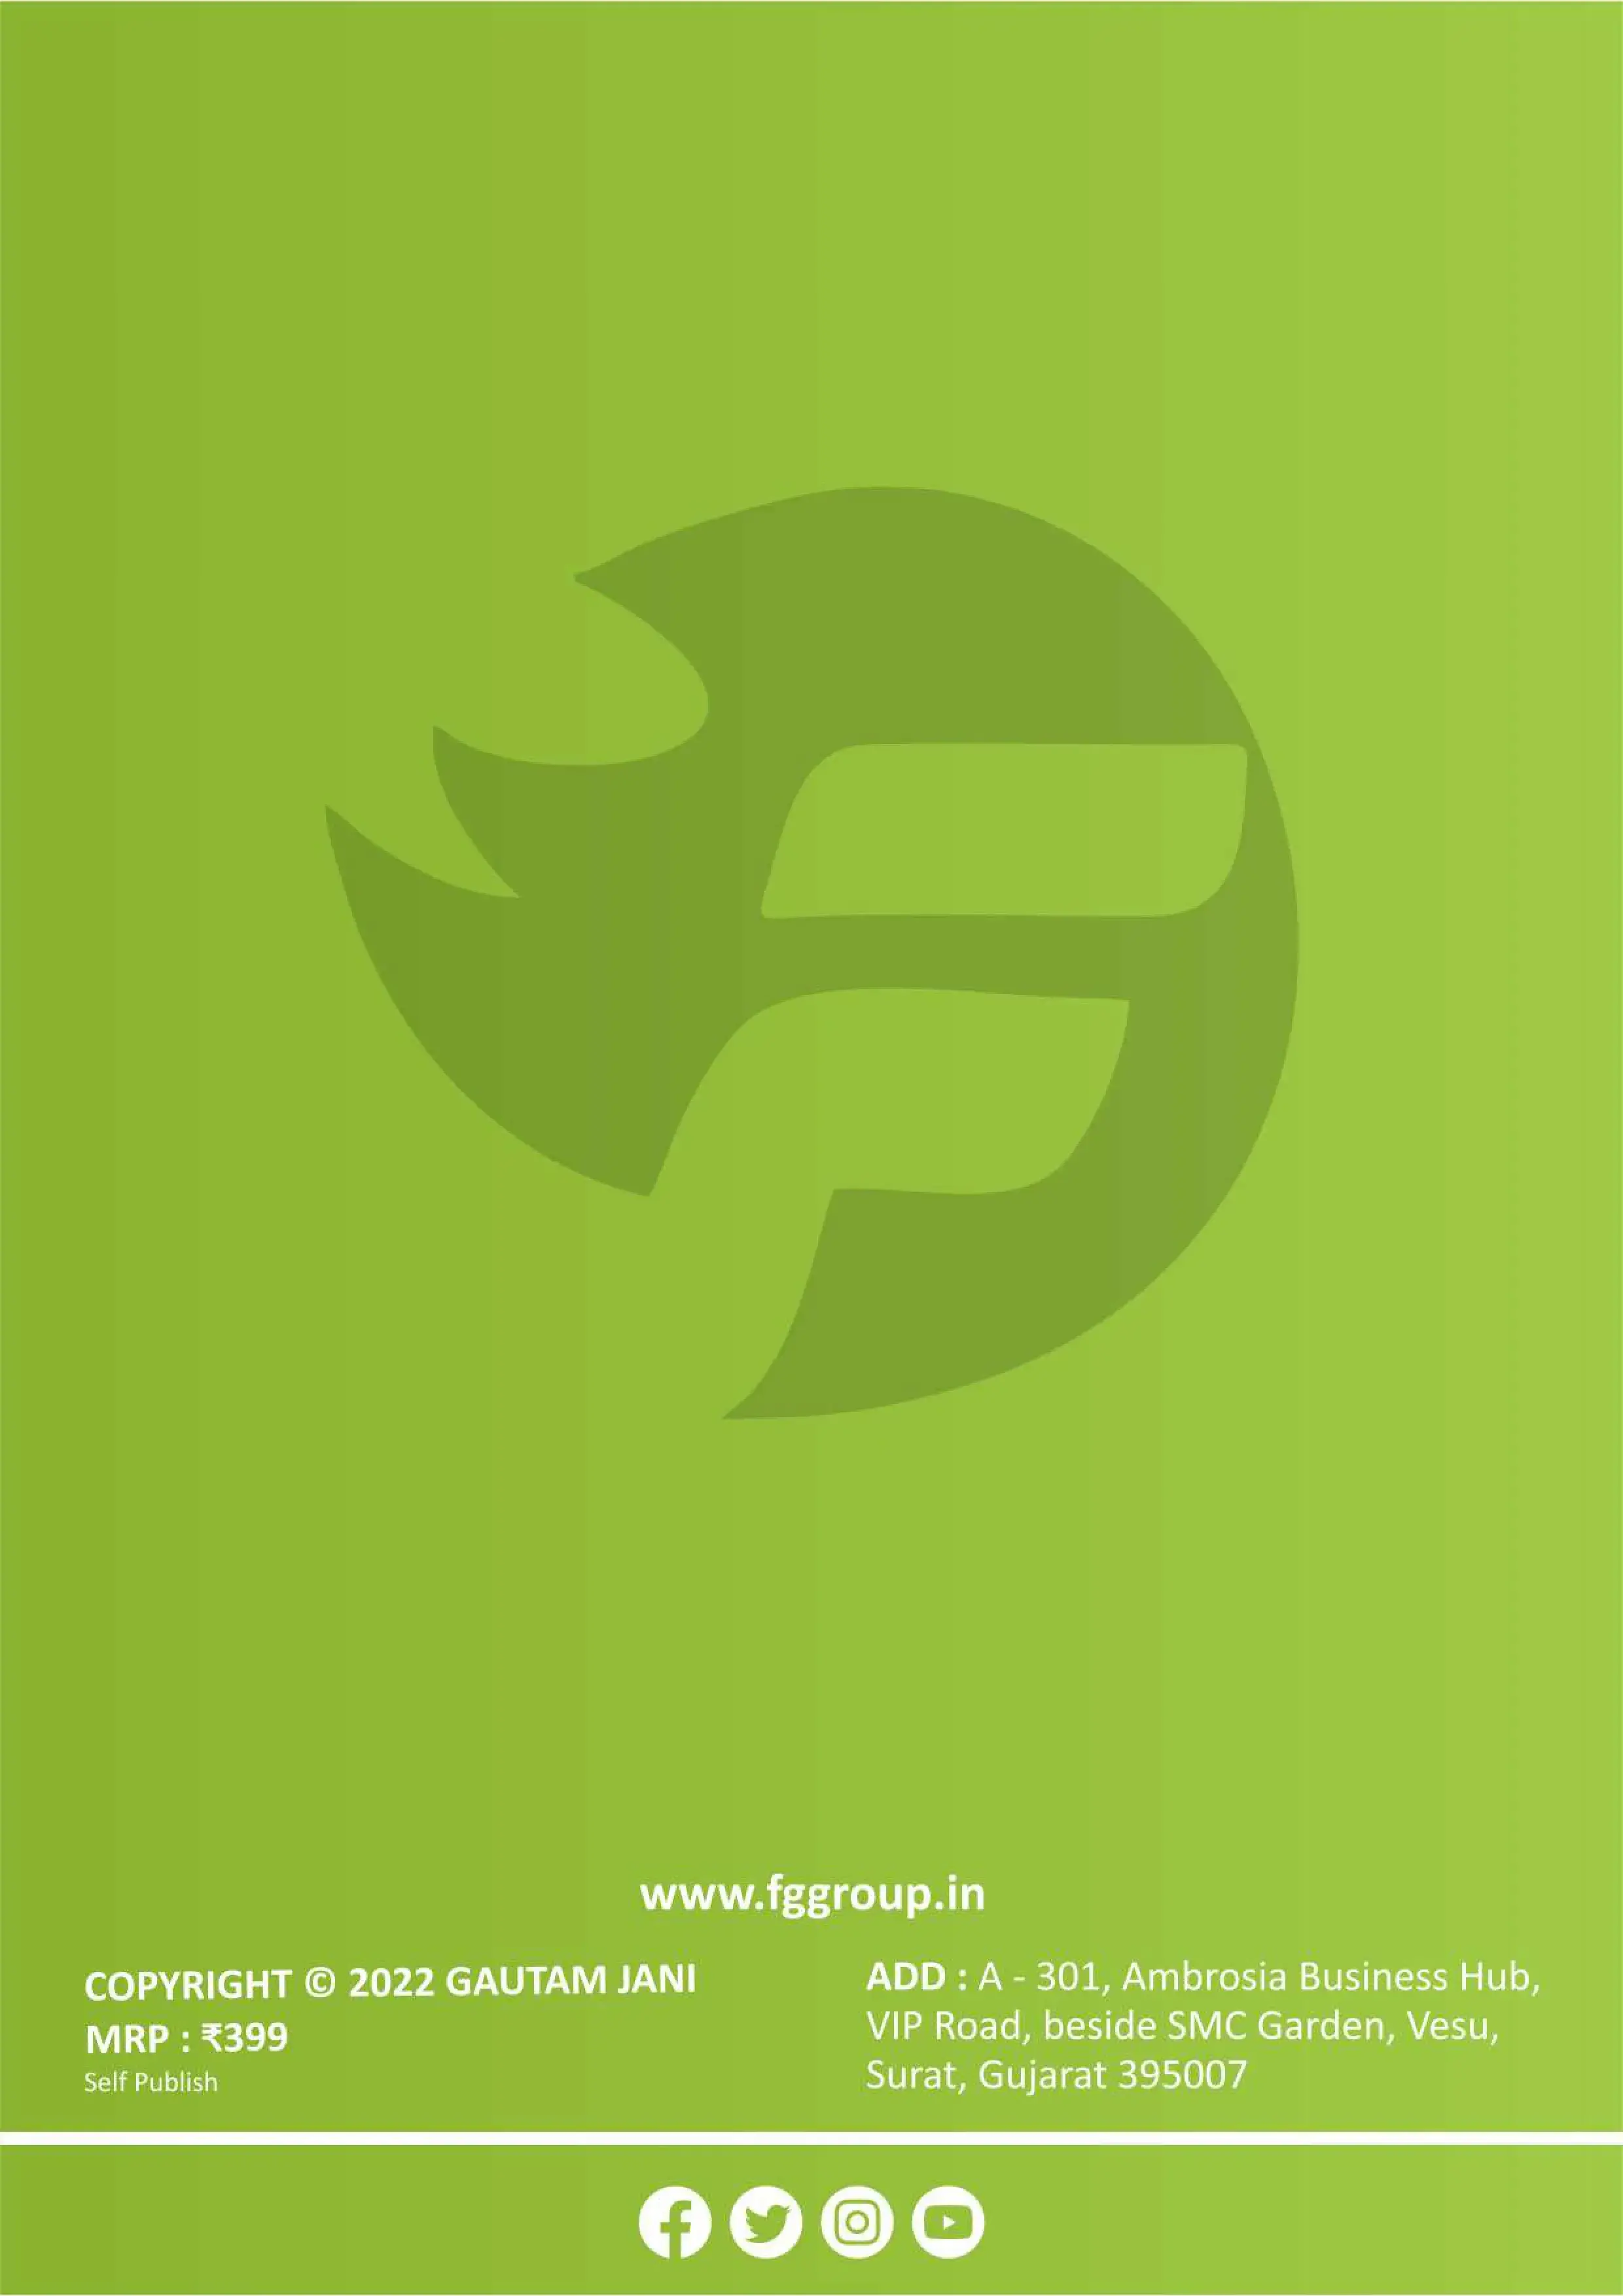 www.fggroup.in
COPYRIGHT © 2022 GAUTAM JANI
MRP : ₹399
Self Publish
ADD : A - 301, Ambrosia Business Hub,
VIP Road, beside SMC Garden, Vesu,
Surat, Gujarat 395007